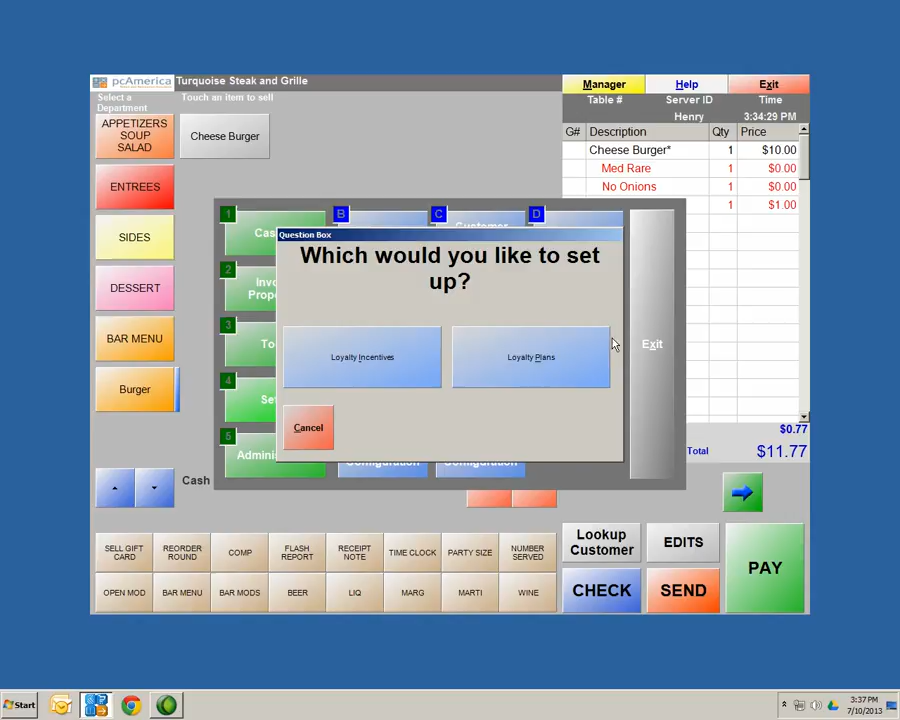 pcAmerica
Turquoise Steak and Grille
Manager
Help
Exit
Select a
Department
Touch an item to sell
Table #
Server ID
Time
Henry
3:34:29 PM
G#
Description
Qty
Price
Cheese Burger*
1
$10.00
Med Rare
1
$0.00
No Onions
1
$0.00
1
$1.00
APPETIZERS
SOUP
SALAD
Cheese Burger
ENTREES
SIDES
DESSERT
BAR MENU
Burger
1
B
C
D
2
3
4
5
Question Box
Which would you like to set
up?
Loyalty Incentives
Loyalty Plans
Cancel
Exit
Configuration
Configuration
$0.77
Total
$11.77
Cash
SELL GIFT
CARD
REORDER
ROUND
COMP
FLASH
REPORT
RECEIPT
NOTE
TIME CLOCK
PARTY SIZE
NUMBER
SERVED
OPEN MOD
BAR MENU
BAR MODS
BEER
LIQ
MARG
MARTI
WINE
Lookup
Customer
EDITS
PAY
CHECK
SEND
Start
3:37 PM
7/10/2013